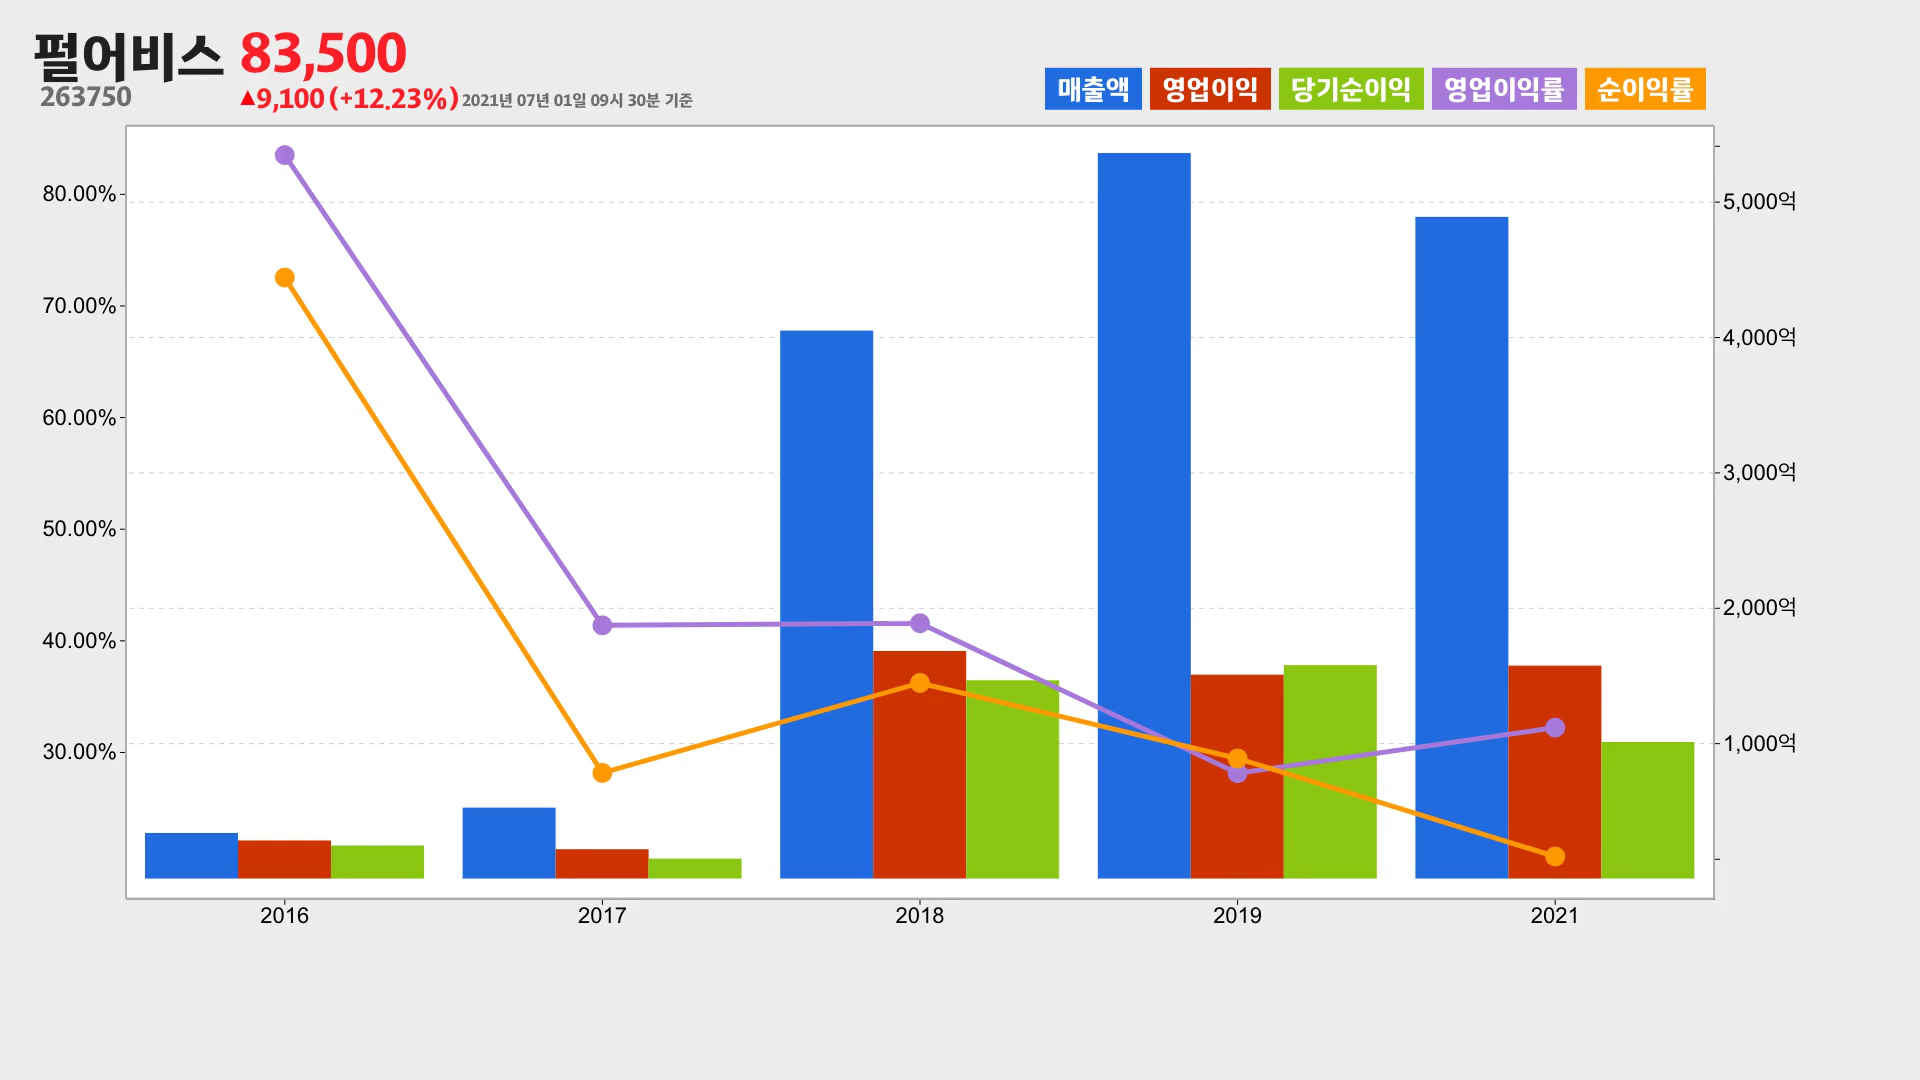 펄어비스 83,500
263750 ▲9,100 (+12.23%) 2021년 07월 01일 09시 30분 기준
매출액 영업이익 당기순이익 영업이익률 순이익률
80.00%
70.00%
60.00%
50.00%
40.00%
30.00%
5,000억
4,000억
3,000억
2,000억
1,000억
2016 2017 2018 2019 2021